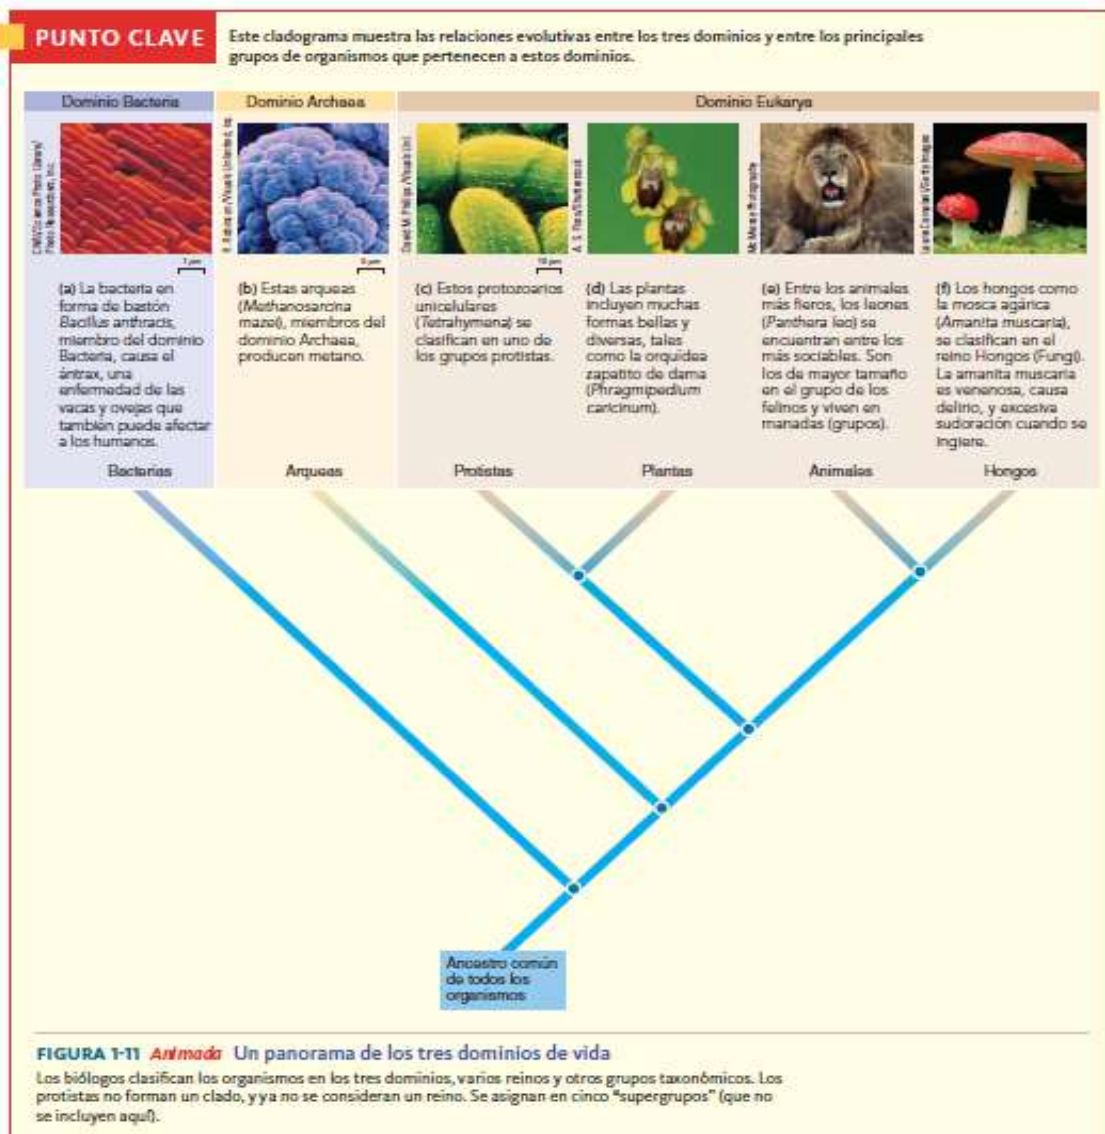 PUNTO CLAVE
Este cladograma muestra las relaciones evolutivas entre los tres dominios y entre los principales
grupos de organismos que pertenecen a estos dominios.
Dominio Bacteria
Dominio Archaea
Dominio Eukarya
1 µm
10 µm
(a) La bacteria en
forma de bastón
Bacillus anthracis,
miembro del dominio
Bacteria, causa el
ántrax, una
enfermedad de las
vacas y ovejas que
también puede afectar
a los humanos.
Bacterias
(b) Estas arqueas
(Methanosarcina
mazei), miembros del
dominio Archaea,
producen metano.
Arqueas
(c) Estos protozoarios
unicelulares
(Tetrahymena) se
clasifican en uno de
los grupos protistas.
Protistas
(d) Las plantas
incluyen muchas
formas bellas y
diversas, tales
como la orquídea
zapatito de dama
(Phragmipedium
caricinum).
Plantas
(e) Entre los animales
más fieros, los leones
(Panthera leo) se
encuentran entre los
más sociables. Son
los de mayor tamaño
en el grupo de los
felinos y viven en
manadas (grupos).
Animales
(f) Los hongos como
la mosca agárica
(Amanita muscaria),
se clasifican en el
reino Hongos (Fungi).
La amanita muscaria
es venenosa, causa
delirio, y excesiva
sudoración cuando se
ingiere.
Hongos
Ancestro común
de todos los
organismos
FIGURA 1-11 Animada Un panorama de los tres dominios de vida
Los biólogos clasifican los organismos en los tres dominios, varios reinos y otros grupos taxonómicos. Los
protistas no forman un clado, y ya no se consideran un reino. Se asignan en cinco "supergrupos" (que no
se incluyen aquí).